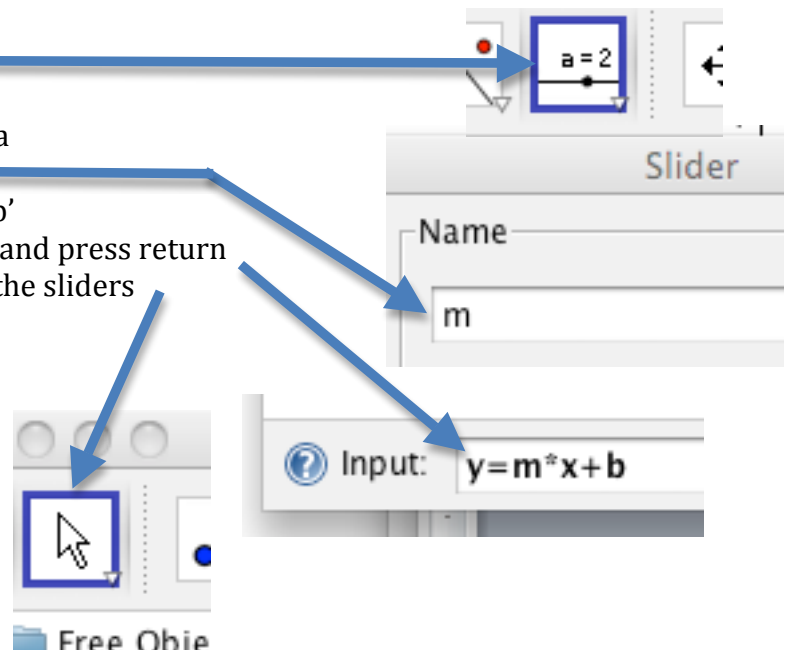 a = 2
a
Slider
b'
Name
and press return
the sliders
m
Input: y=m*x+b
Free Obje